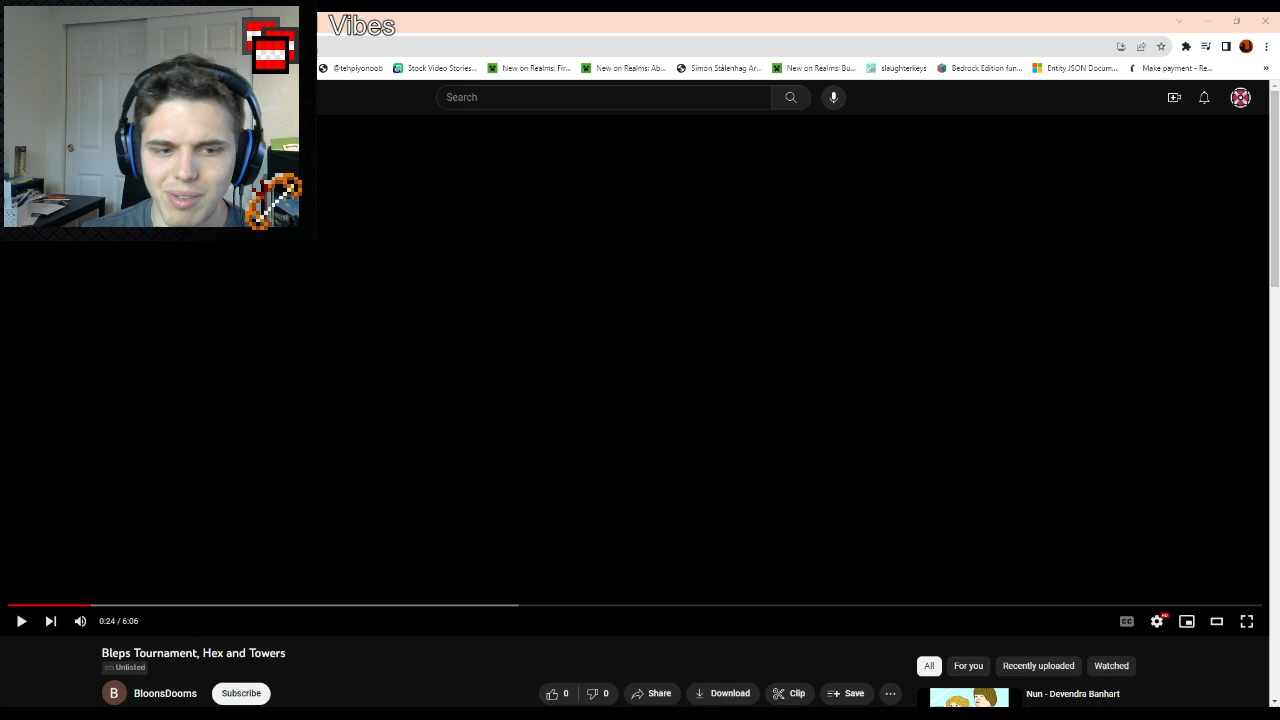 Vibes
@tehpiyonoob
Stock Video Stories...
New on Realms: Fir...
New on Realms: Ab...
Simon Stålenhag Ar...
New on Realms: Bu...
slaughterkeys
Bedrock Edition fun...
Entity JSON Docum...
Make payment - Re...
»
Search
0:24 / 6:06
CC
HD
Bleps Tournament, Hex and Towers
Unlisted
All
For you
Recently uploaded
Watched
B
BloonsDooms
Subscribe
0
0
Share
Download
Clip
Save
Nun - Devendra Banhart